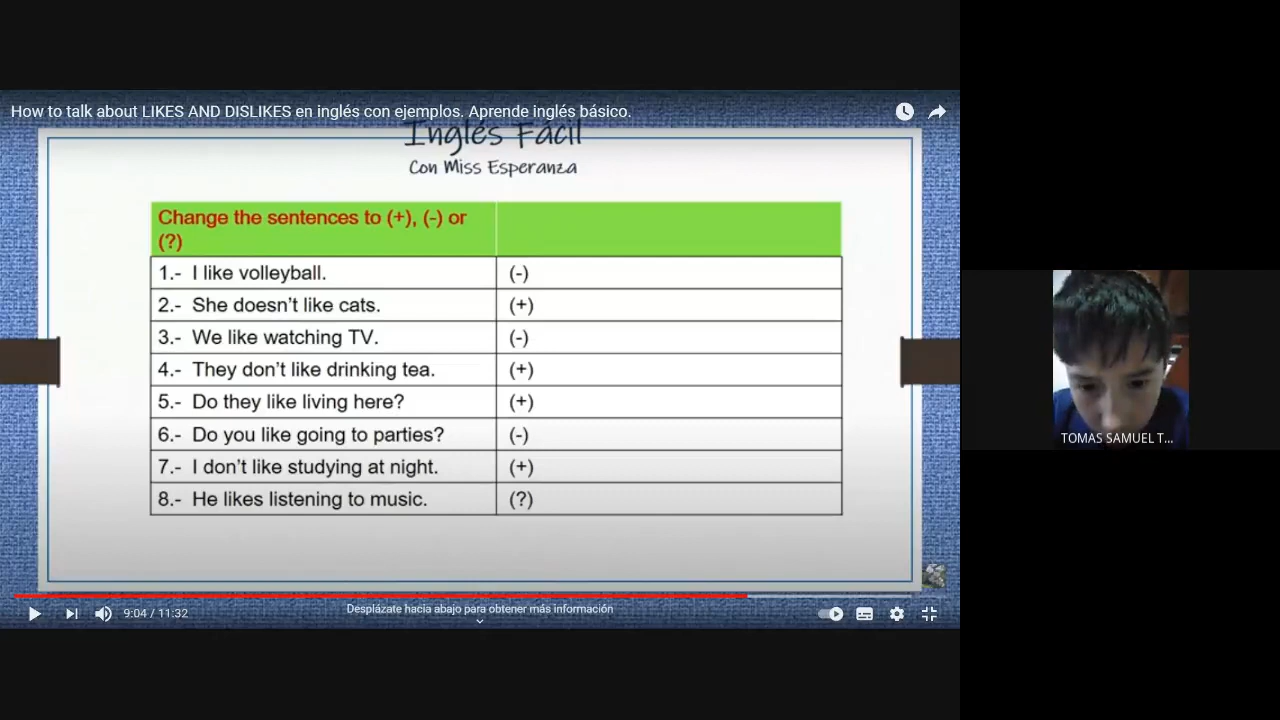 How to talk about LIKES AND DISLIKES en inglés con ejemplos. Aprende inglés básico.
Inglés Fácil
Con Miss Esperanza
Change the sentences to (+), (-) or
(?)
1.- I like volleyball. (-)
2.- She doesn't like cats. (+)
3.- We like watching TV. (-)
4.- They don't like drinking tea. (+)
5.- Do they like living here? (+)
6.- Do you like going to parties? (-)
7.- I don't like studying at night. (+)
8.- He likes listening to music. (?)
TOMAS SAMUEL T...
9:04 / 11:32
Desplázate hacia abajo para obtener más información